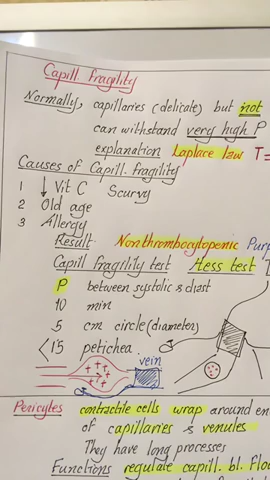 Capill fragility
Normally, capillaries (delicate) but not
can withstand very high P
explanation Laplace law T=
Causes of Capill. fragility
1 ↓ Vit C Scurvy
2 Old age
3 Allergy
Result Nonthrombocytopenic Purp
Capill fragility test Hess test
P between systolic & diast
10 min
5 cm circle (diameter)
<15 petichea
vein
Pericytes contractile cells wrap around en
of capillaries & venules
They have long processes
Functions regulate capill. bl. Flo